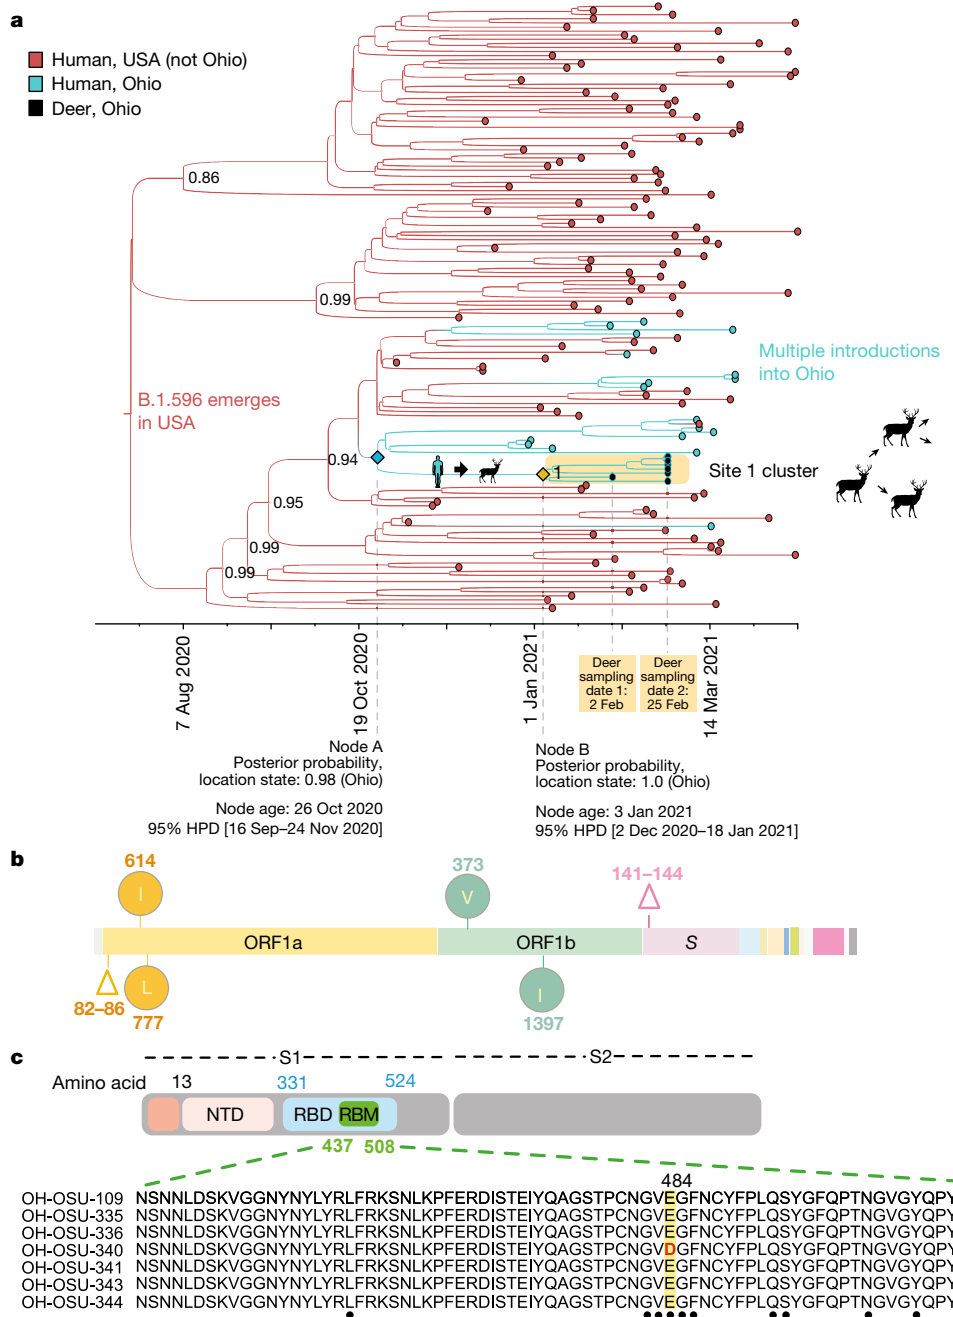 a
Human, USA (not Ohio)
Human, Ohio
Deer, Ohio
0.86
0.99
Multiple introductions
into Ohio
B.1.596 emerges
in USA
0.94
1
Site 1 cluster
0.95
0.99
0.99
7 Aug 2020
19 Oct 2020
1 Jan 2021
14 Mar 2021
Deer
sampling
date 1:
2 Feb
Deer
sampling
date 2:
25 Feb
Node A
Posterior probability,
location state: 0.98 (Ohio)
Node age: 26 Oct 2020
95% HPD [16 Sep–24 Nov 2020]
Node B
Posterior probability,
location state: 1.0 (Ohio)
Node age: 3 Jan 2021
95% HPD [2 Dec 2020–18 Jan 2021]
b
614
373
141–144
I
V
ORF1a
ORF1b
S
L
I
82–86
777
1397
c
S1
S2
Amino acid
13
331
524
NTD
RBD
RBM
437
508
484
OH-OSU-109 NSNNLDSKVGGNYNYLYRLFRKSNLKPFERDISTEIYQAGSTPCNGVEGFNCYFPLQSYGFQPTNGVGYQPY
OH-OSU-335 NSNNLDSKVGGNYNYLYRLFRKSNLKPFERDISTEIYQAGSTPCNGVEGFNCYFPLQSYGFQPTNGVGYQPY
OH-OSU-336 NSNNLDSKVGGNYNYLYRLFRKSNLKPFERDISTEIYQAGSTPCNGVEGFNCYFPLQSYGFQPTNGVGYQPY
OH-OSU-340 NSNNLDSKVGGNYNYLYRLFRKSNLKPFERDISTEIYQAGSTPCNGVDGFNCYFPLQSYGFQPTNGVGYQPY
OH-OSU-341 NSNNLDSKVGGNYNYLYRLFRKSNLKPFERDISTEIYQAGSTPCNGVEGFNCYFPLQSYGFQPTNGVGYQPY
OH-OSU-343 NSNNLDSKVGGNYNYLYRLFRKSNLKPFERDISTEIYQAGSTPCNGVEGFNCYFPLQSYGFQPTNGVGYQPY
OH-OSU-344 NSNNLDSKVGGNYNYLYRLFRKSNLKPFERDISTEIYQAGSTPCNGVEGFNCYFPLQSYGFQPTNGVGYQPY